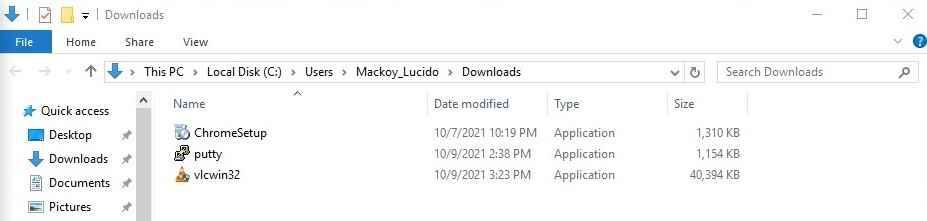 Downloads
File Home Share View
This PC Local Disk (C:) Users Mackoy_Lucido Downloads Search Downloads
Quick access
Desktop
Downloads
Documents
Pictures
Name Date modified Type Size
ChromeSetup 10/7/2021 10:19 PM Application 1,310 KB
putty 10/9/2021 2:38 PM Application 1,154 KB
vlcwin32 10/9/2021 3:23 PM Application 40,394 KB